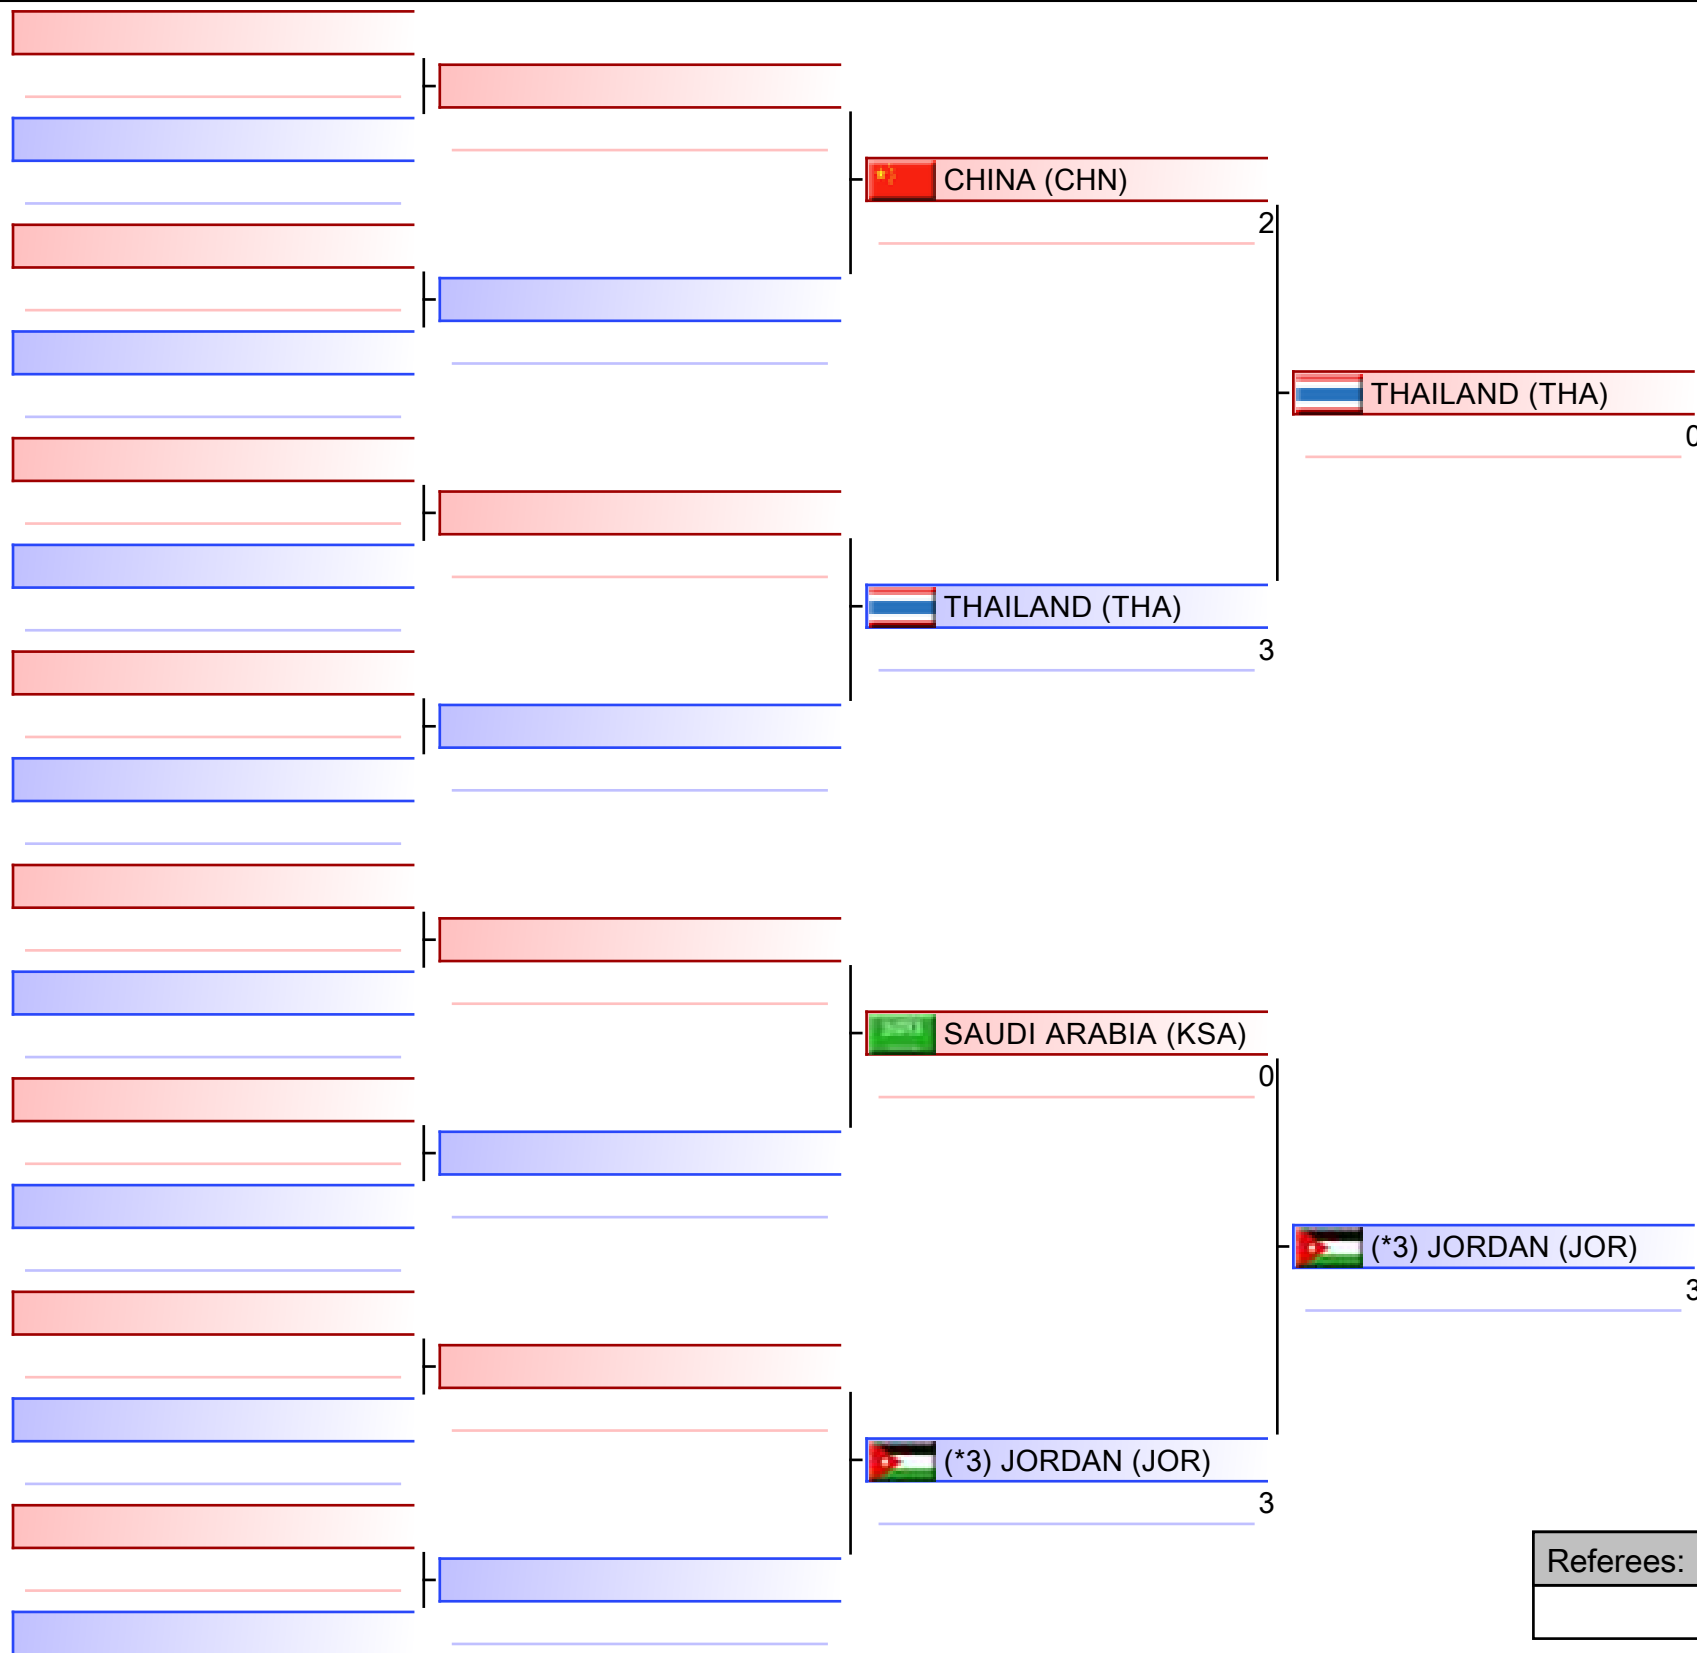 CHINA (CHN)
2
THAILAND (THA)
0
THAILAND (THA)
3
SAUDI ARABIA (KSA)
0
(*3) JORDAN (JOR)
3
(*3) JORDAN (JOR)
3
Referees: